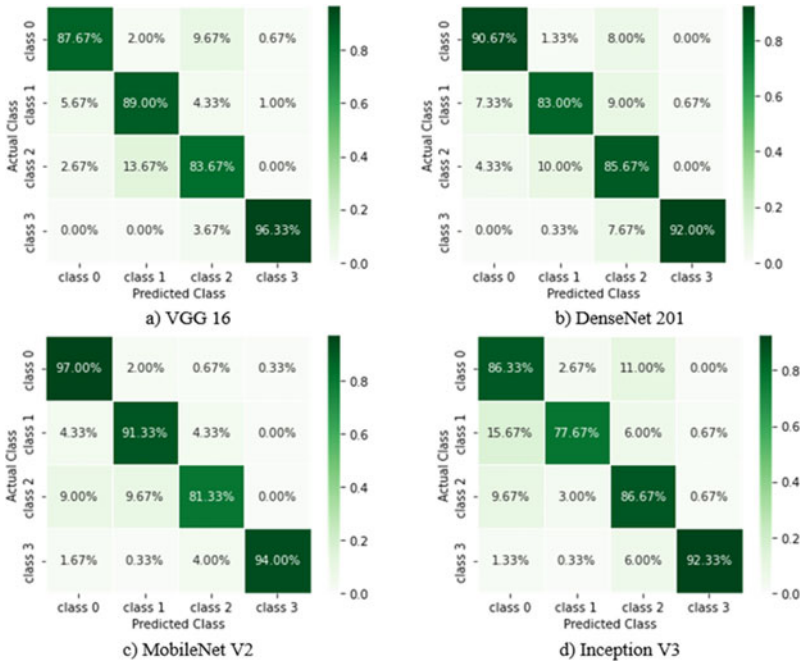 Actual Class
class 0
87.67% 2.00% 9.67% 0.67%
class 1
5.67% 89.00% 4.33% 1.00%
class 2
2.67% 13.67% 83.67% 0.00%
class 3
0.00% 0.00% 3.67% 96.33%
class 0 class 1 class 2 class 3
Predicted Class
0.8
0.6
0.4
0.2
0.0
a) VGG 16
Actual Class
class 0
90.67% 1.33% 8.00% 0.00%
class 1
7.33% 83.00% 9.00% 0.67%
class 2
4.33% 10.00% 85.67% 0.00%
class 3
0.00% 0.33% 7.67% 92.00%
class 0 class 1 class 2 class 3
Predicted Class
0.8
0.6
0.4
0.2
0.0
b) DenseNet 201
Actual Class
class 0
97.00% 2.00% 0.67% 0.33%
class 1
4.33% 91.33% 4.33% 0.00%
class 2
9.00% 9.67% 81.33% 0.00%
class 3
1.67% 0.33% 4.00% 94.00%
class 0 class 1 class 2 class 3
Predicted Class
0.8
0.6
0.4
0.2
0.0
c) MobileNet V2
Actual Class
class 0
86.33% 2.67% 11.00% 0.00%
class 1
15.67% 77.67% 6.00% 0.67%
class 2
9.67% 3.00% 86.67% 0.67%
class 3
1.33% 0.33% 6.00% 92.33%
class 0 class 1 class 2 class 3
Predicted Class
0.8
0.6
0.4
0.2
0.0
d) Inception V3